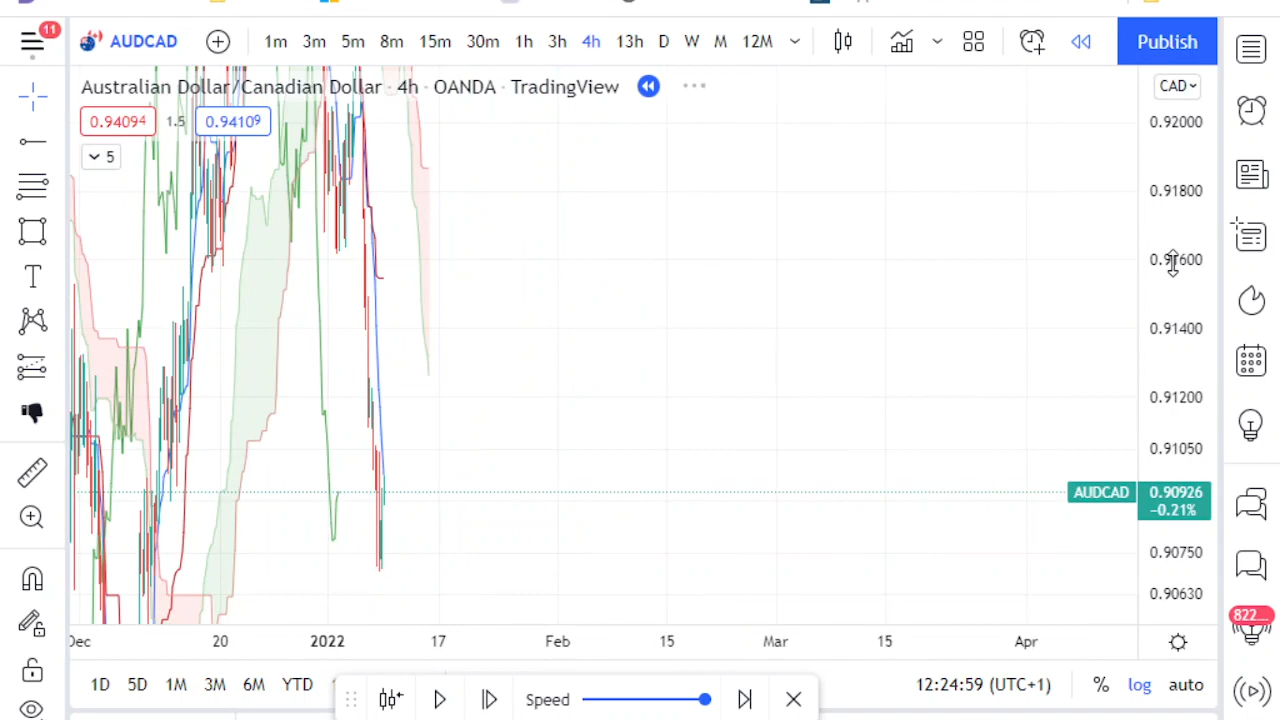 11
AUDCAD
1m 3m 5m 8m 15m 30m 1h 3h 4h 13h D W M 12M
Publish
Australian Dollar/Canadian Dollar · 4h · OANDA · TradingView
CAD
0.94094 1.5 0.94109
5
0.92000
0.91800
0.91600
0.91400
0.91200
0.91050
AUDCAD 0.90926
−0.21%
0.90750
0.90630
Dec 20 2022 17 Feb 15 Mar 15 Apr
822...
1D 5D 1M 3M 6M YTD
12:24:59 (UTC+1) % log auto
Speed
T